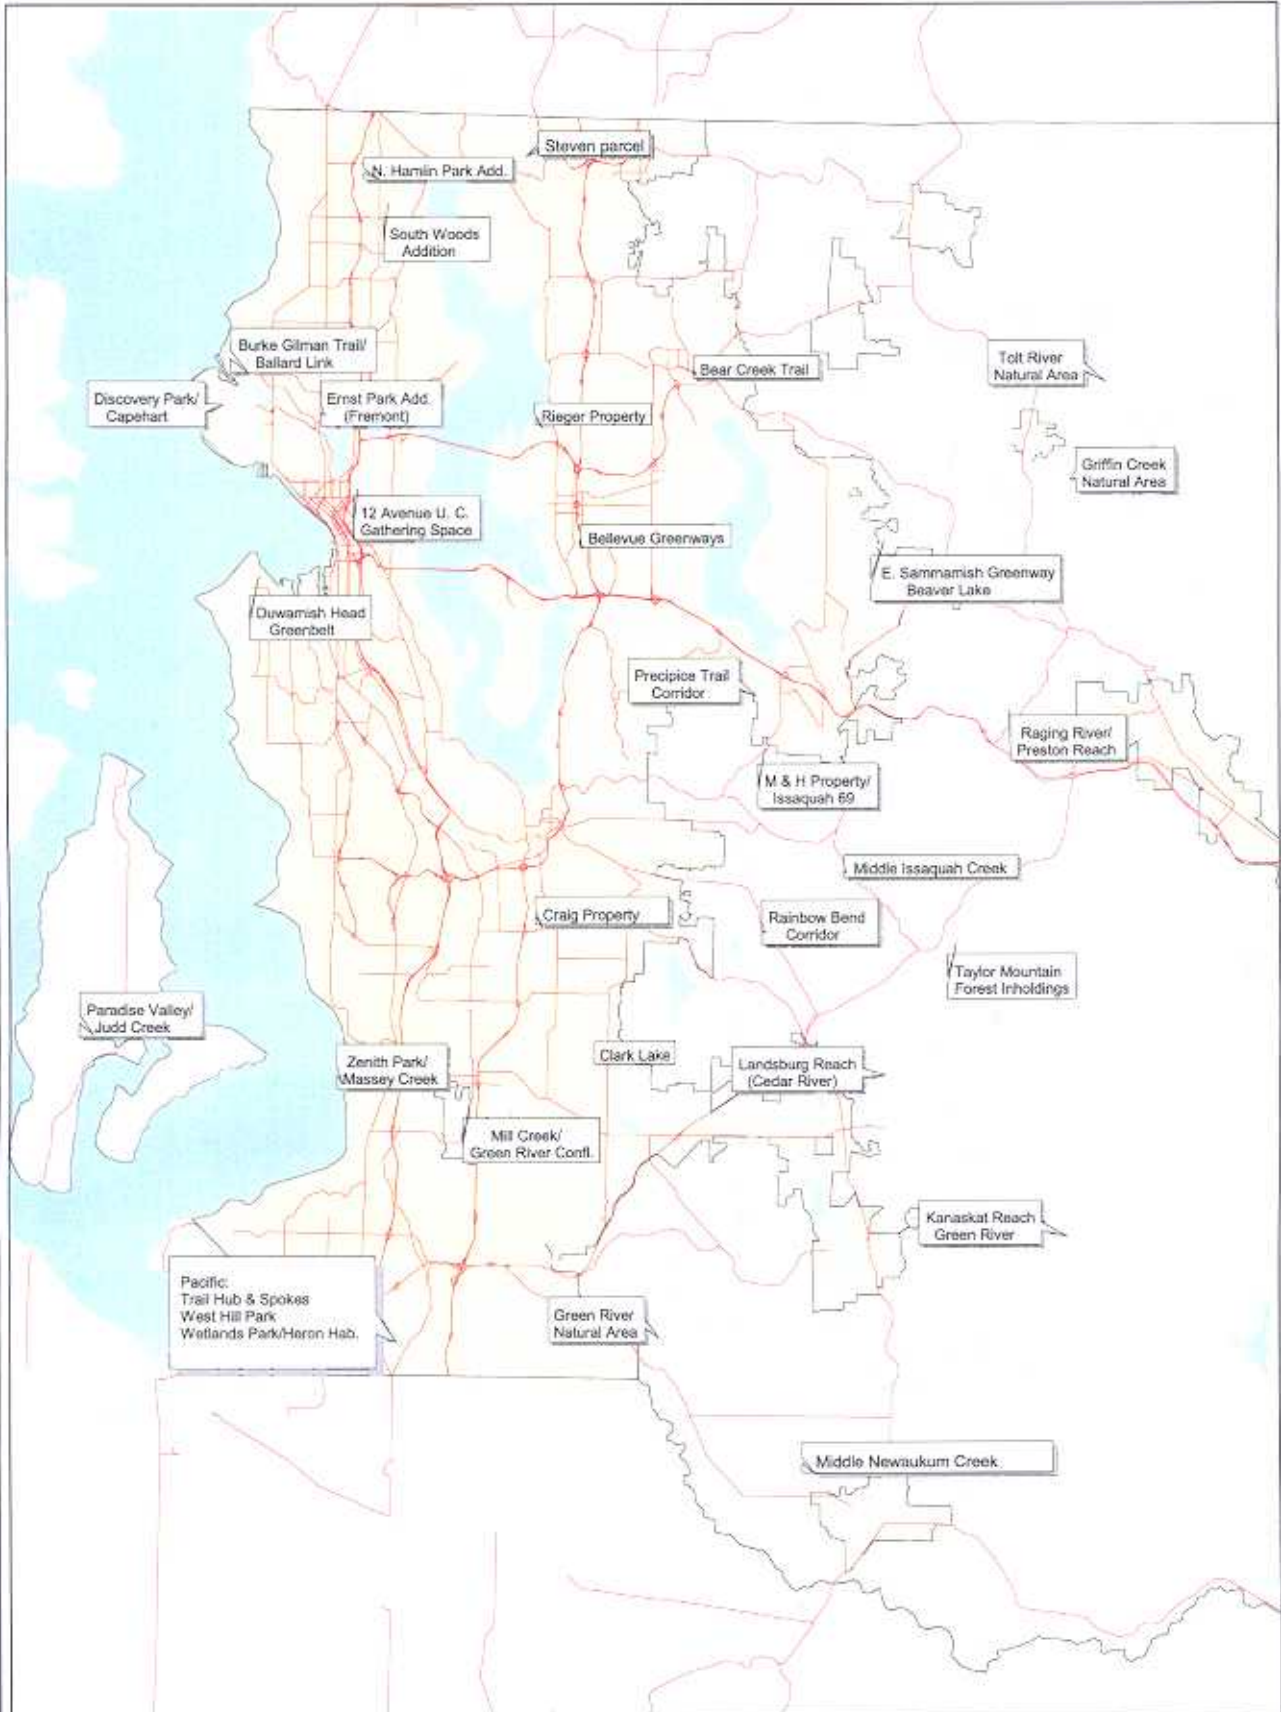 Steven parcel
N. Hamlin Park Add.
South Woods
Addition
Burke Gilman Trail/
Ballard Link
Tolt River
Natural Area
Bear Creek Trail
Discovery Park/
Capehart
Ernst Park Add.
(Fremont)
Rieger Property
Griffin Creek
Natural Area
12 Avenue U. C.
Gathering Space
Bellevue Greenways
E. Sammamish Greenway
Beaver Lake
Duwamish Head
Greenbelt
Precipice Trail
Corridor
Raging River/
Preston Reach
M & H Property/
Issaquah 69
Middle Issaquah Creek
Craig Property
Rainbow Bend
Corridor
Taylor Mountain
Forest Inholdings
Paradise Valley/
Judd Creek
Zenith Park/
Massey Creek
Clark Lake
Landsburg Reach
(Cedar River)
Mill Creek/
Green River Confl.
Kanaskat Reach
Green River
Pacific:
Trail Hub & Spokes
West Hill Park
Wetlands Park/Heron Hab.
Green River
Natural Area
Middle Newaukum Creek